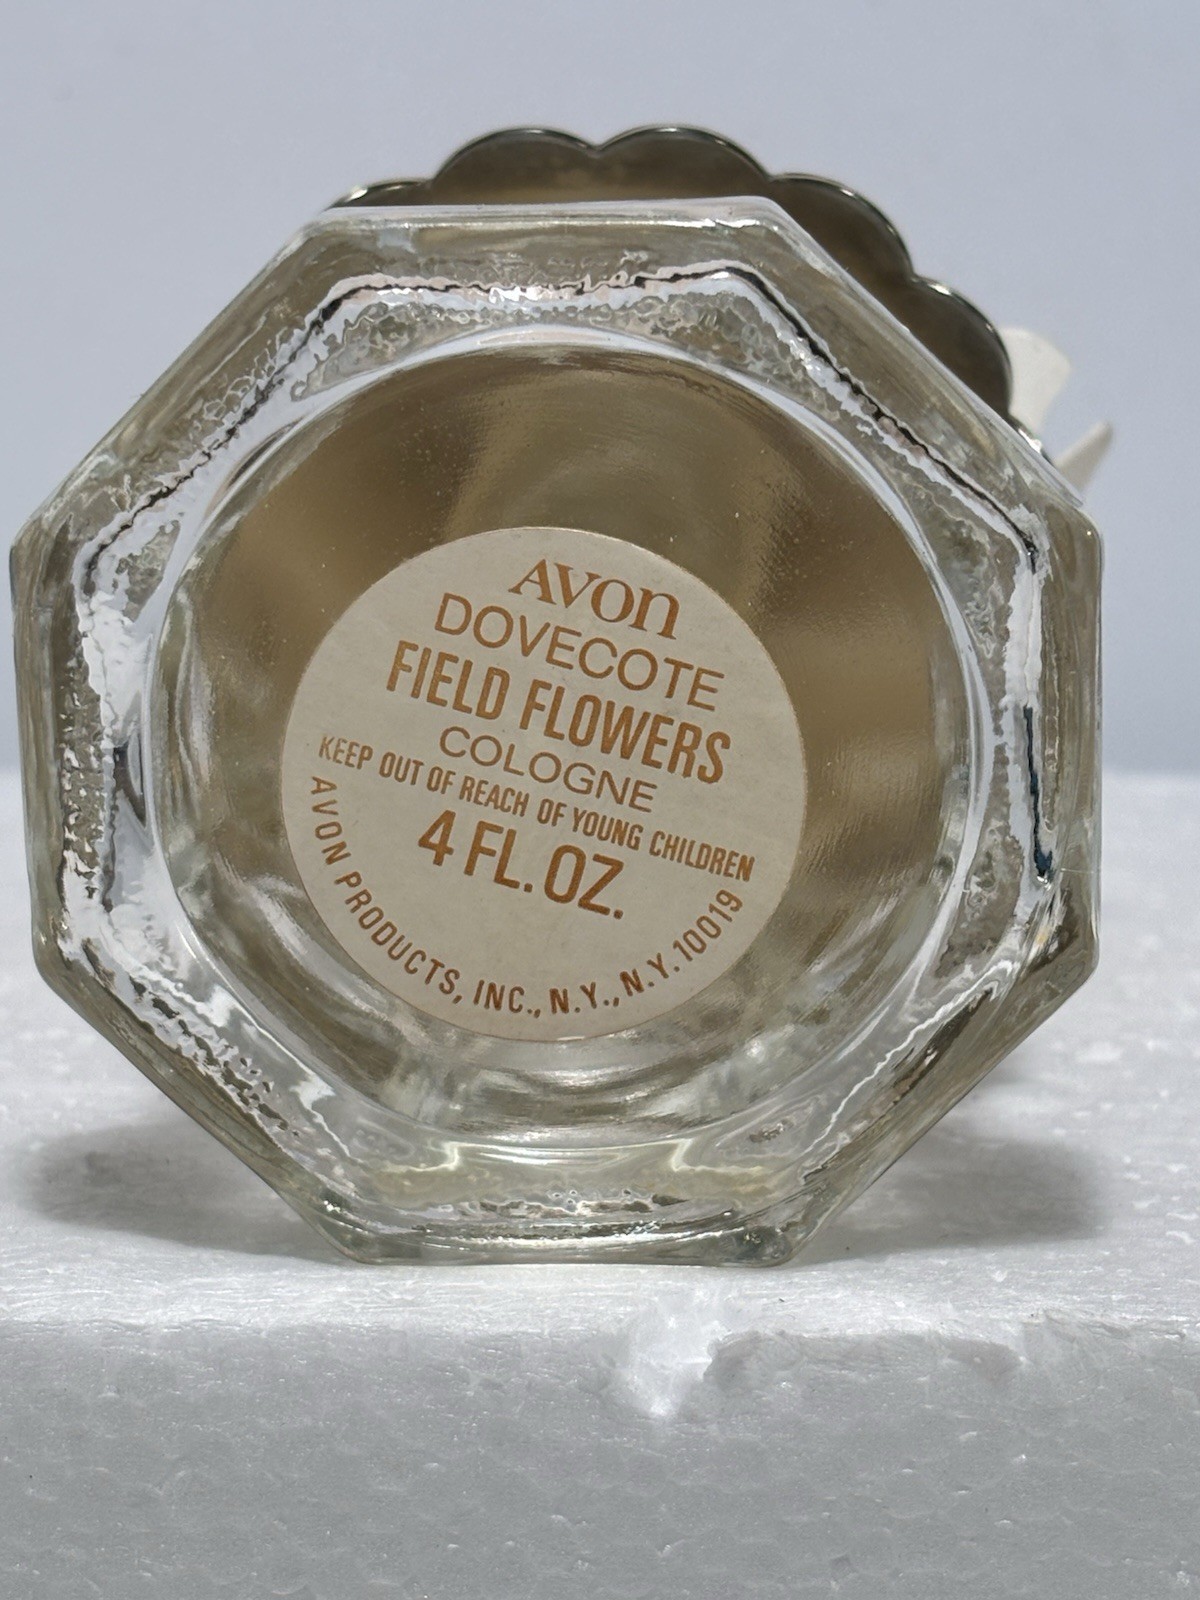 AVON
DOVECOTE
FIELD FLOWERS
COLOGNE
KEEP OUT OF REACH OF YOUNG CHILDREN
4 FL. OZ.
AVON PRODUCTS, INC., N.Y., N.Y. 10019